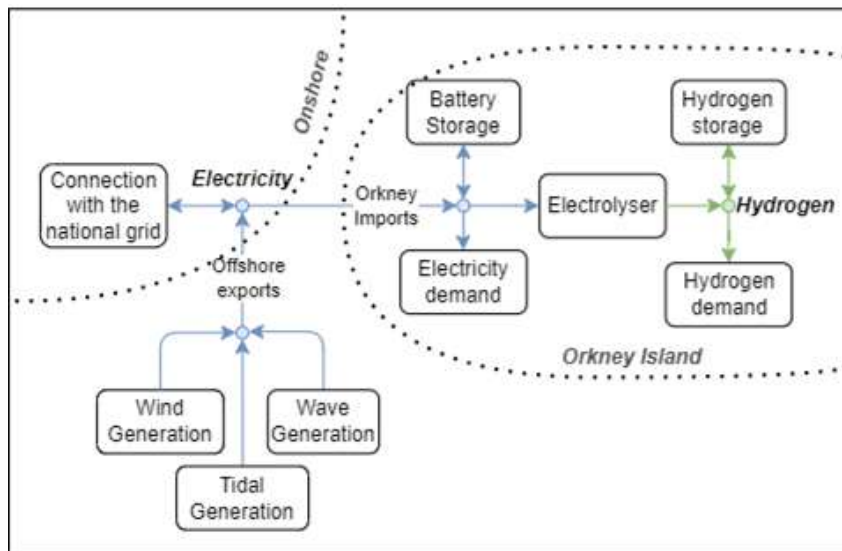 Onshore
Battery
Storage
Hydrogen
storage
Connection
with the
national grid
Electricity
Orkney
Imports
Electrolyser
Hydrogen
Offshore
exports
Electricity
demand
Hydrogen
demand
Orkney Island
Wind
Generation
Wave
Generation
Tidal
Generation